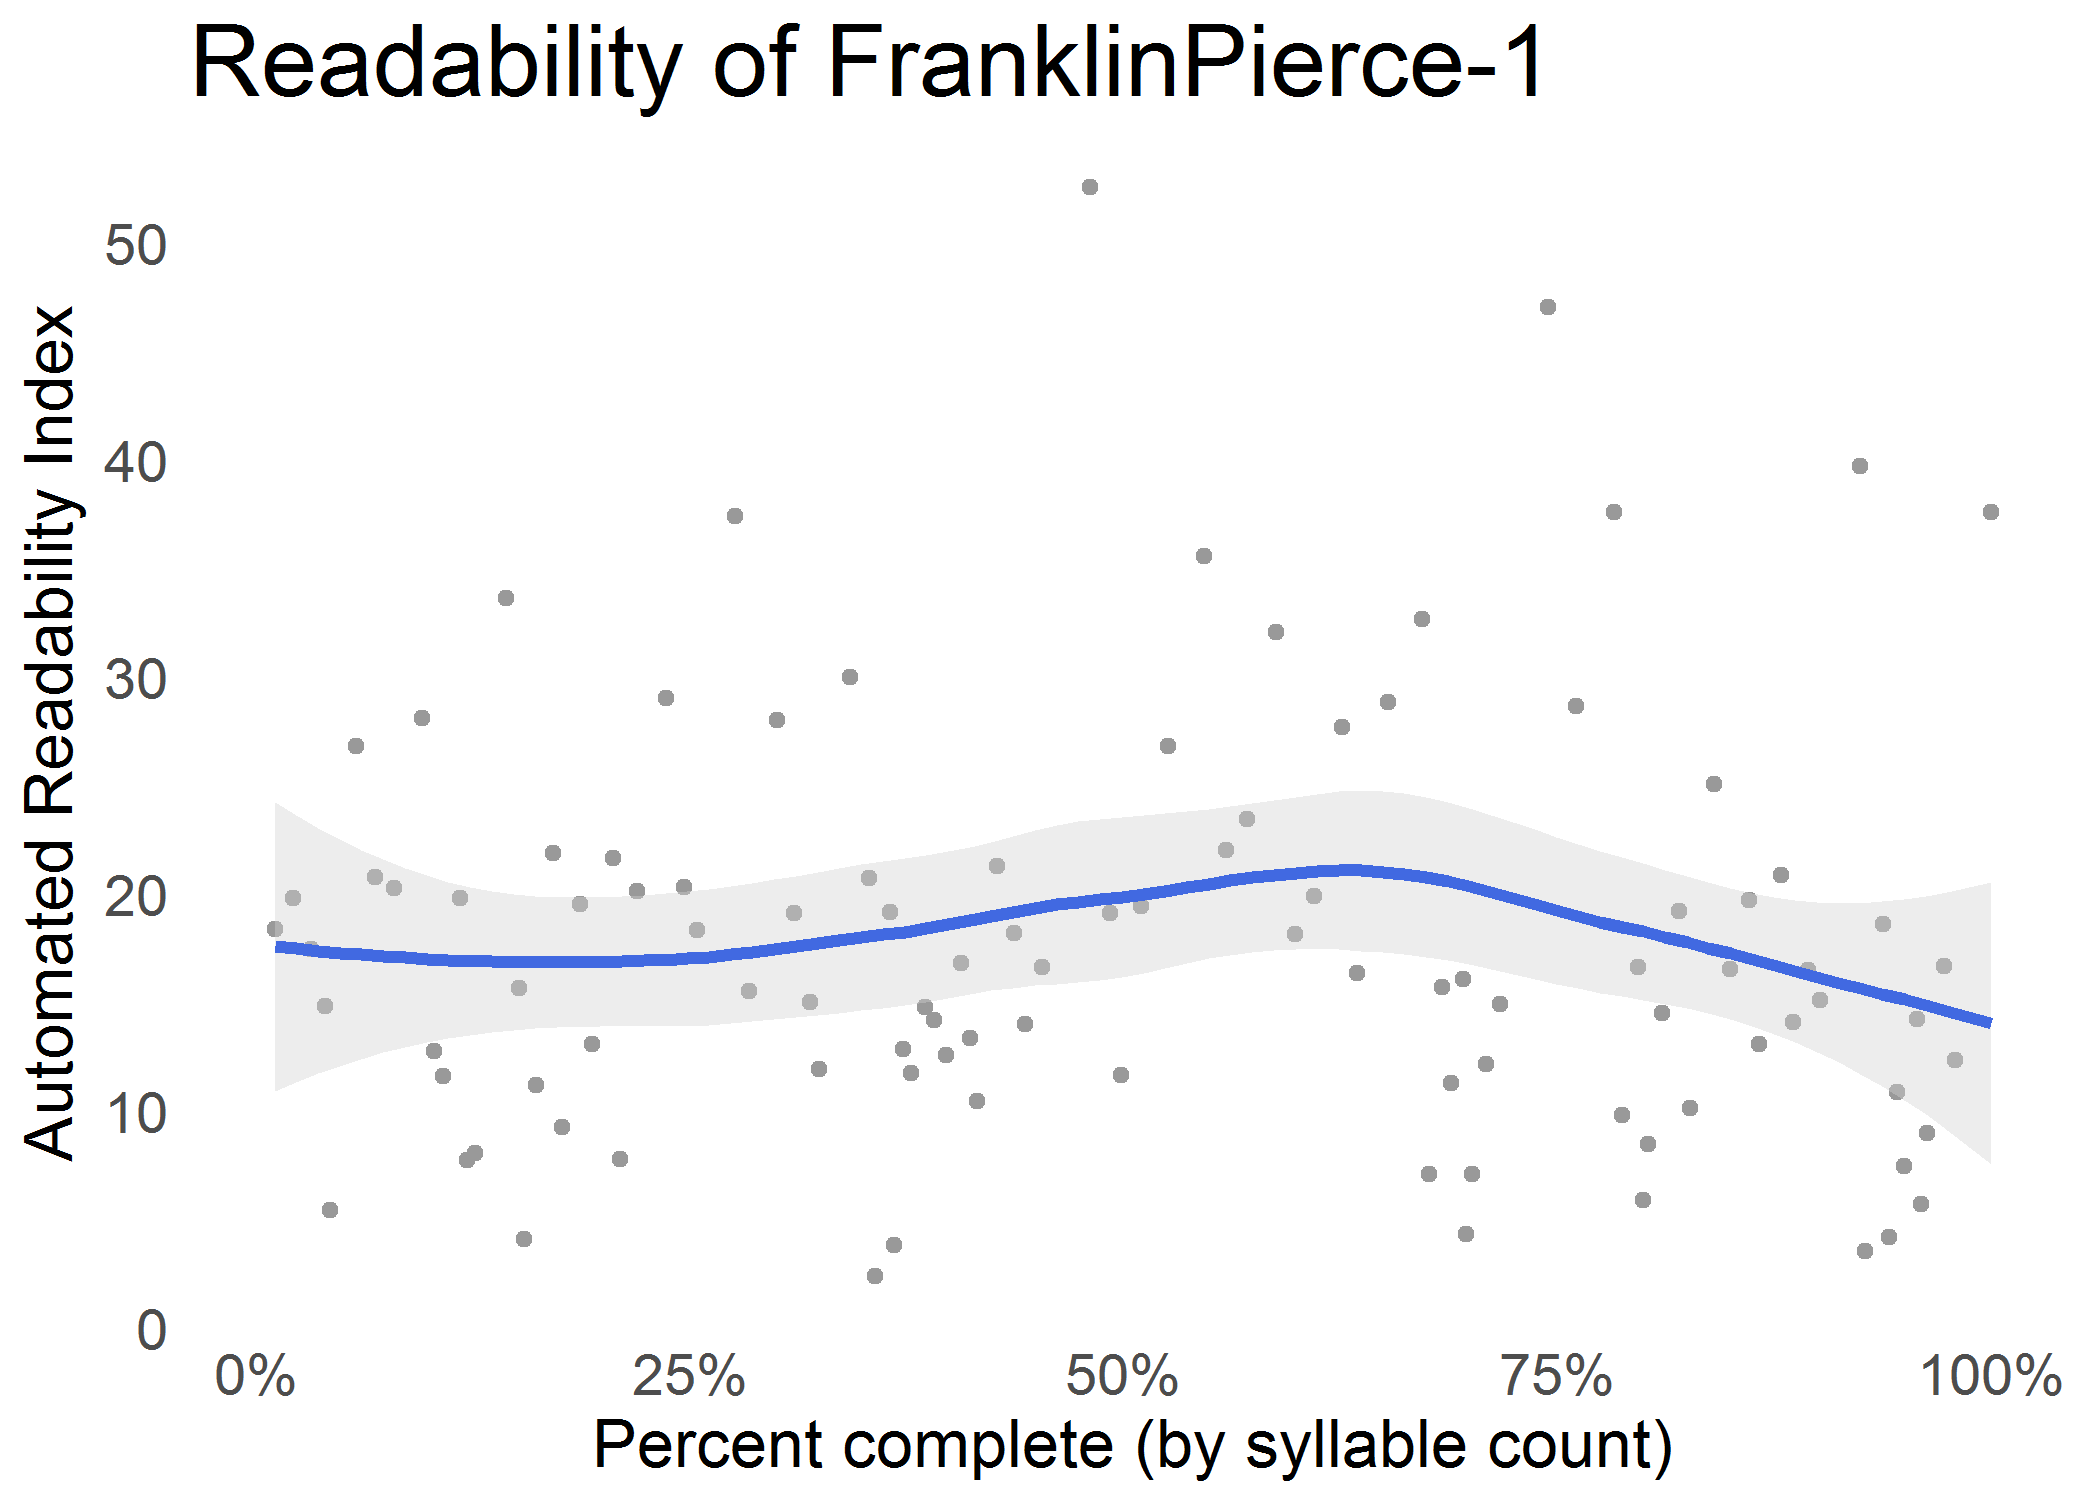 Readability of FranklinPierce-1
Automated Readability Index
50
40
30
20
10
0
0% 25% 50% 75% 100%
Percent complete (by syllable count)